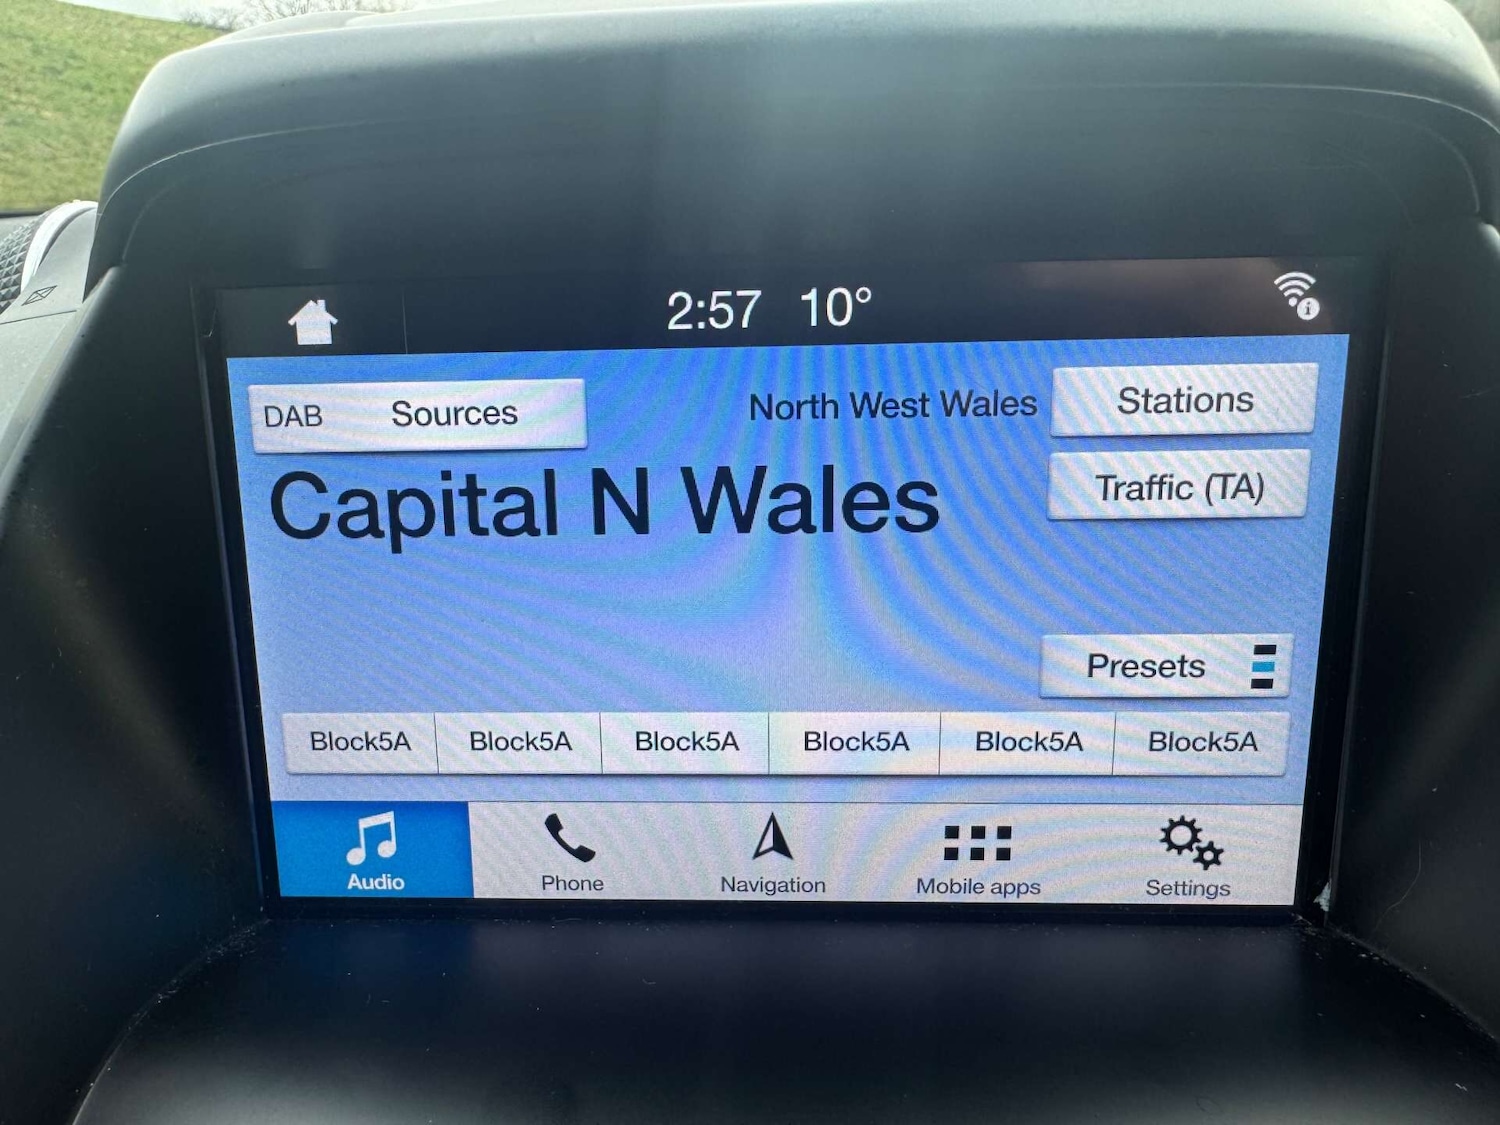 2:57 10°
DAB Sources
North West Wales
Stations
Capital N Wales
Traffic (TA)
Presets
Block5A Block5A Block5A Block5A Block5A Block5A
Audio Phone Navigation Mobile apps Settings